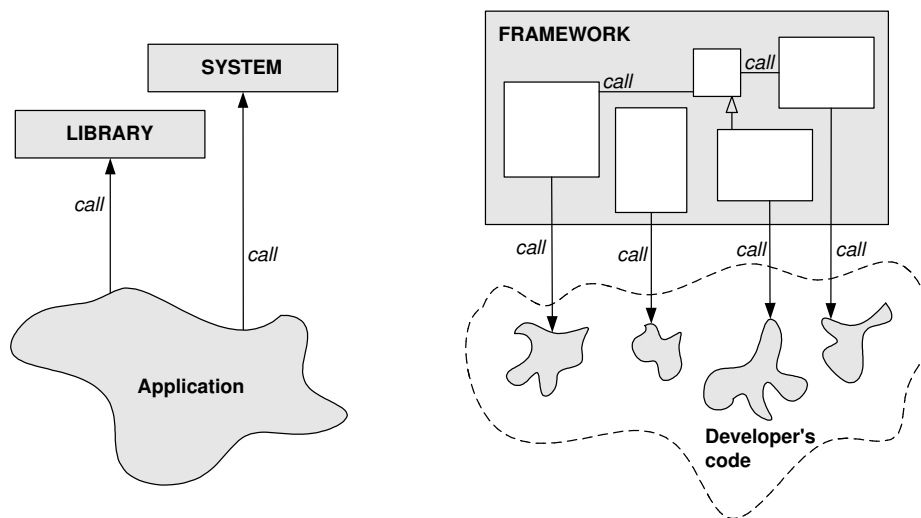 SYSTEM
LIBRARY
call
call
Application
FRAMEWORK
call
call
call
call
call
call
Developer's
code